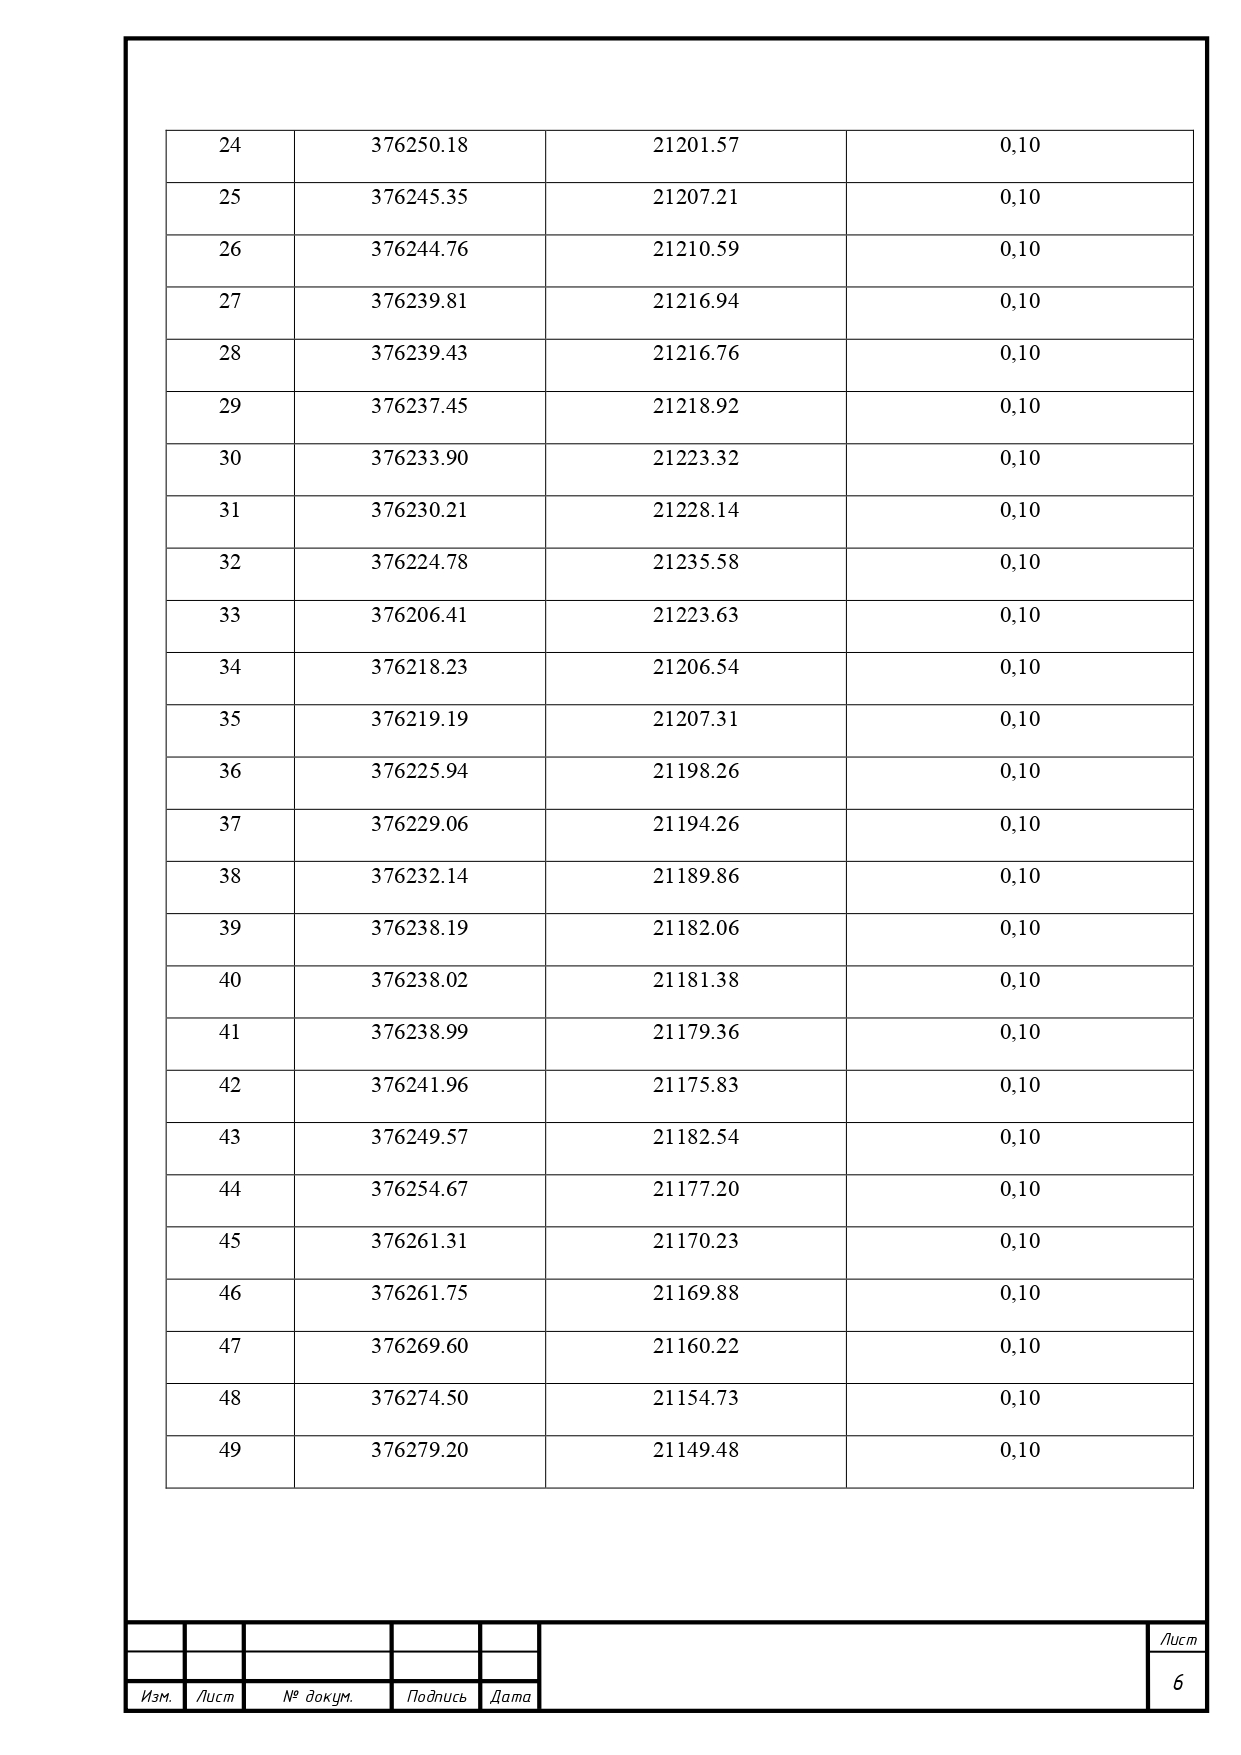 24 376250.18 21201.57 0,10
25 376245.35 21207.21 0,10
26 376244.76 21210.59 0,10
27 376239.81 21216.94 0,10
28 376239.43 21216.76 0,10
29 376237.45 21218.92 0,10
30 376233.90 21223.32 0,10
31 376230.21 21228.14 0,10
32 376224.78 21235.58 0,10
33 376206.41 21223.63 0,10
34 376218.23 21206.54 0,10
35 376219.19 21207.31 0,10
36 376225.94 21198.26 0,10
37 376229.06 21194.26 0,10
38 376232.14 21189.86 0,10
39 376238.19 21182.06 0,10
40 376238.02 21181.38 0,10
41 376238.99 21179.36 0,10
42 376241.96 21175.83 0,10
43 376249.57 21182.54 0,10
44 376254.67 21177.20 0,10
45 376261.31 21170.23 0,10
46 376261.75 21169.88 0,10
47 376269.60 21160.22 0,10
48 376274.50 21154.73 0,10
49 376279.20 21149.48 0,10
Лист
6
Изм. Лист № докум. Подпись Дата